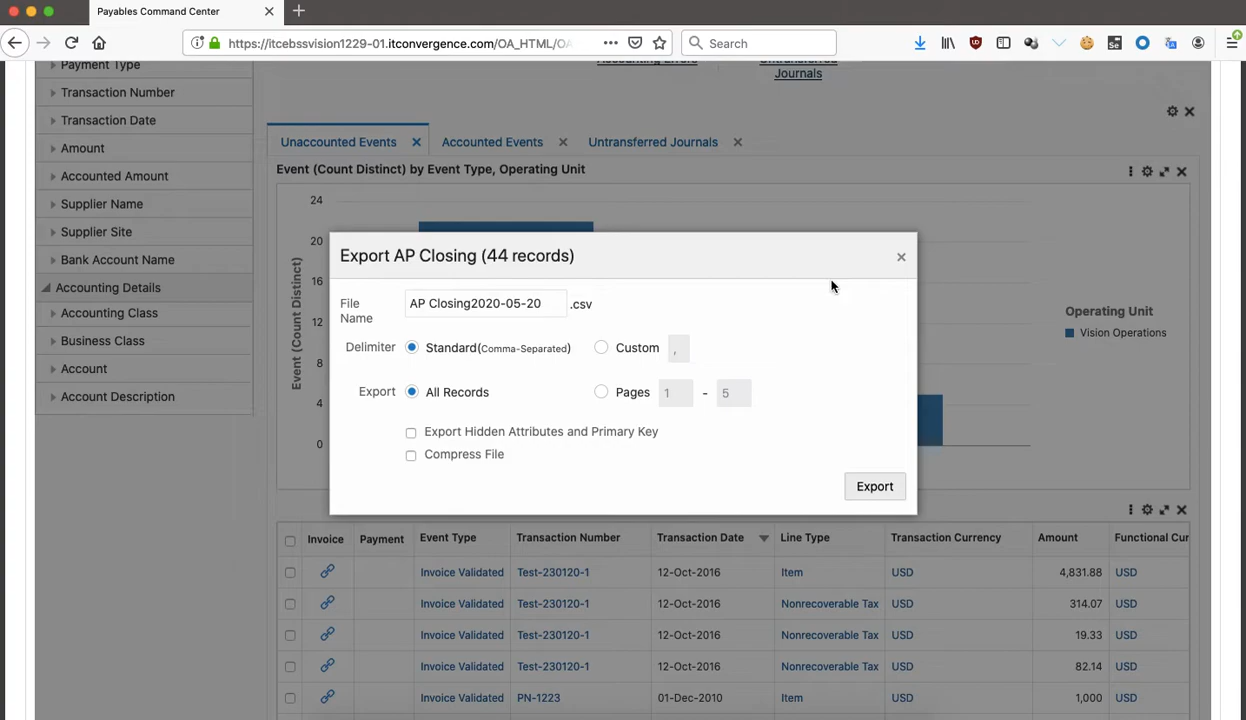 Payables Command Center
https://itcebssvision1229-01.itconvergence.com/OA_HTML/OA
Search
Payment Type
Transaction Number
Transaction Date
Amount
Accounted Amount
Supplier Name
Supplier Site
Bank Account Name
Accounting Details
Accounting Class
Business Class
Account
Account Description
Accounting Errors
Untransferred
Journals
Unaccounted Events
Accounted Events
Untransferred Journals
Event (Count Distinct) by Event Type, Operating Unit
24
20
16
12
8
4
0
Event (Count Distinct)
Operating Unit
Vision Operations
Export AP Closing (44 records)
File Name
AP Closing2020-05-20 .csv
Delimiter Standard(Comma-Separated) Custom ,
Export All Records Pages 1 - 5
Export Hidden Attributes and Primary Key
Compress File
Export
Invoice Payment Event Type Transaction Number Transaction Date Line Type Transaction Currency Amount Functional Cur
Invoice Validated Test-230120-1 12-Oct-2016 Item USD 4,831.88 USD
Invoice Validated Test-230120-1 12-Oct-2016 Nonrecoverable Tax USD 314.07 USD
Invoice Validated Test-230120-1 12-Oct-2016 Nonrecoverable Tax USD 19.33 USD
Invoice Validated Test-230120-1 12-Oct-2016 Nonrecoverable Tax USD 82.14 USD
Invoice Validated PN-1223 01-Dec-2010 Item USD 1,000 USD